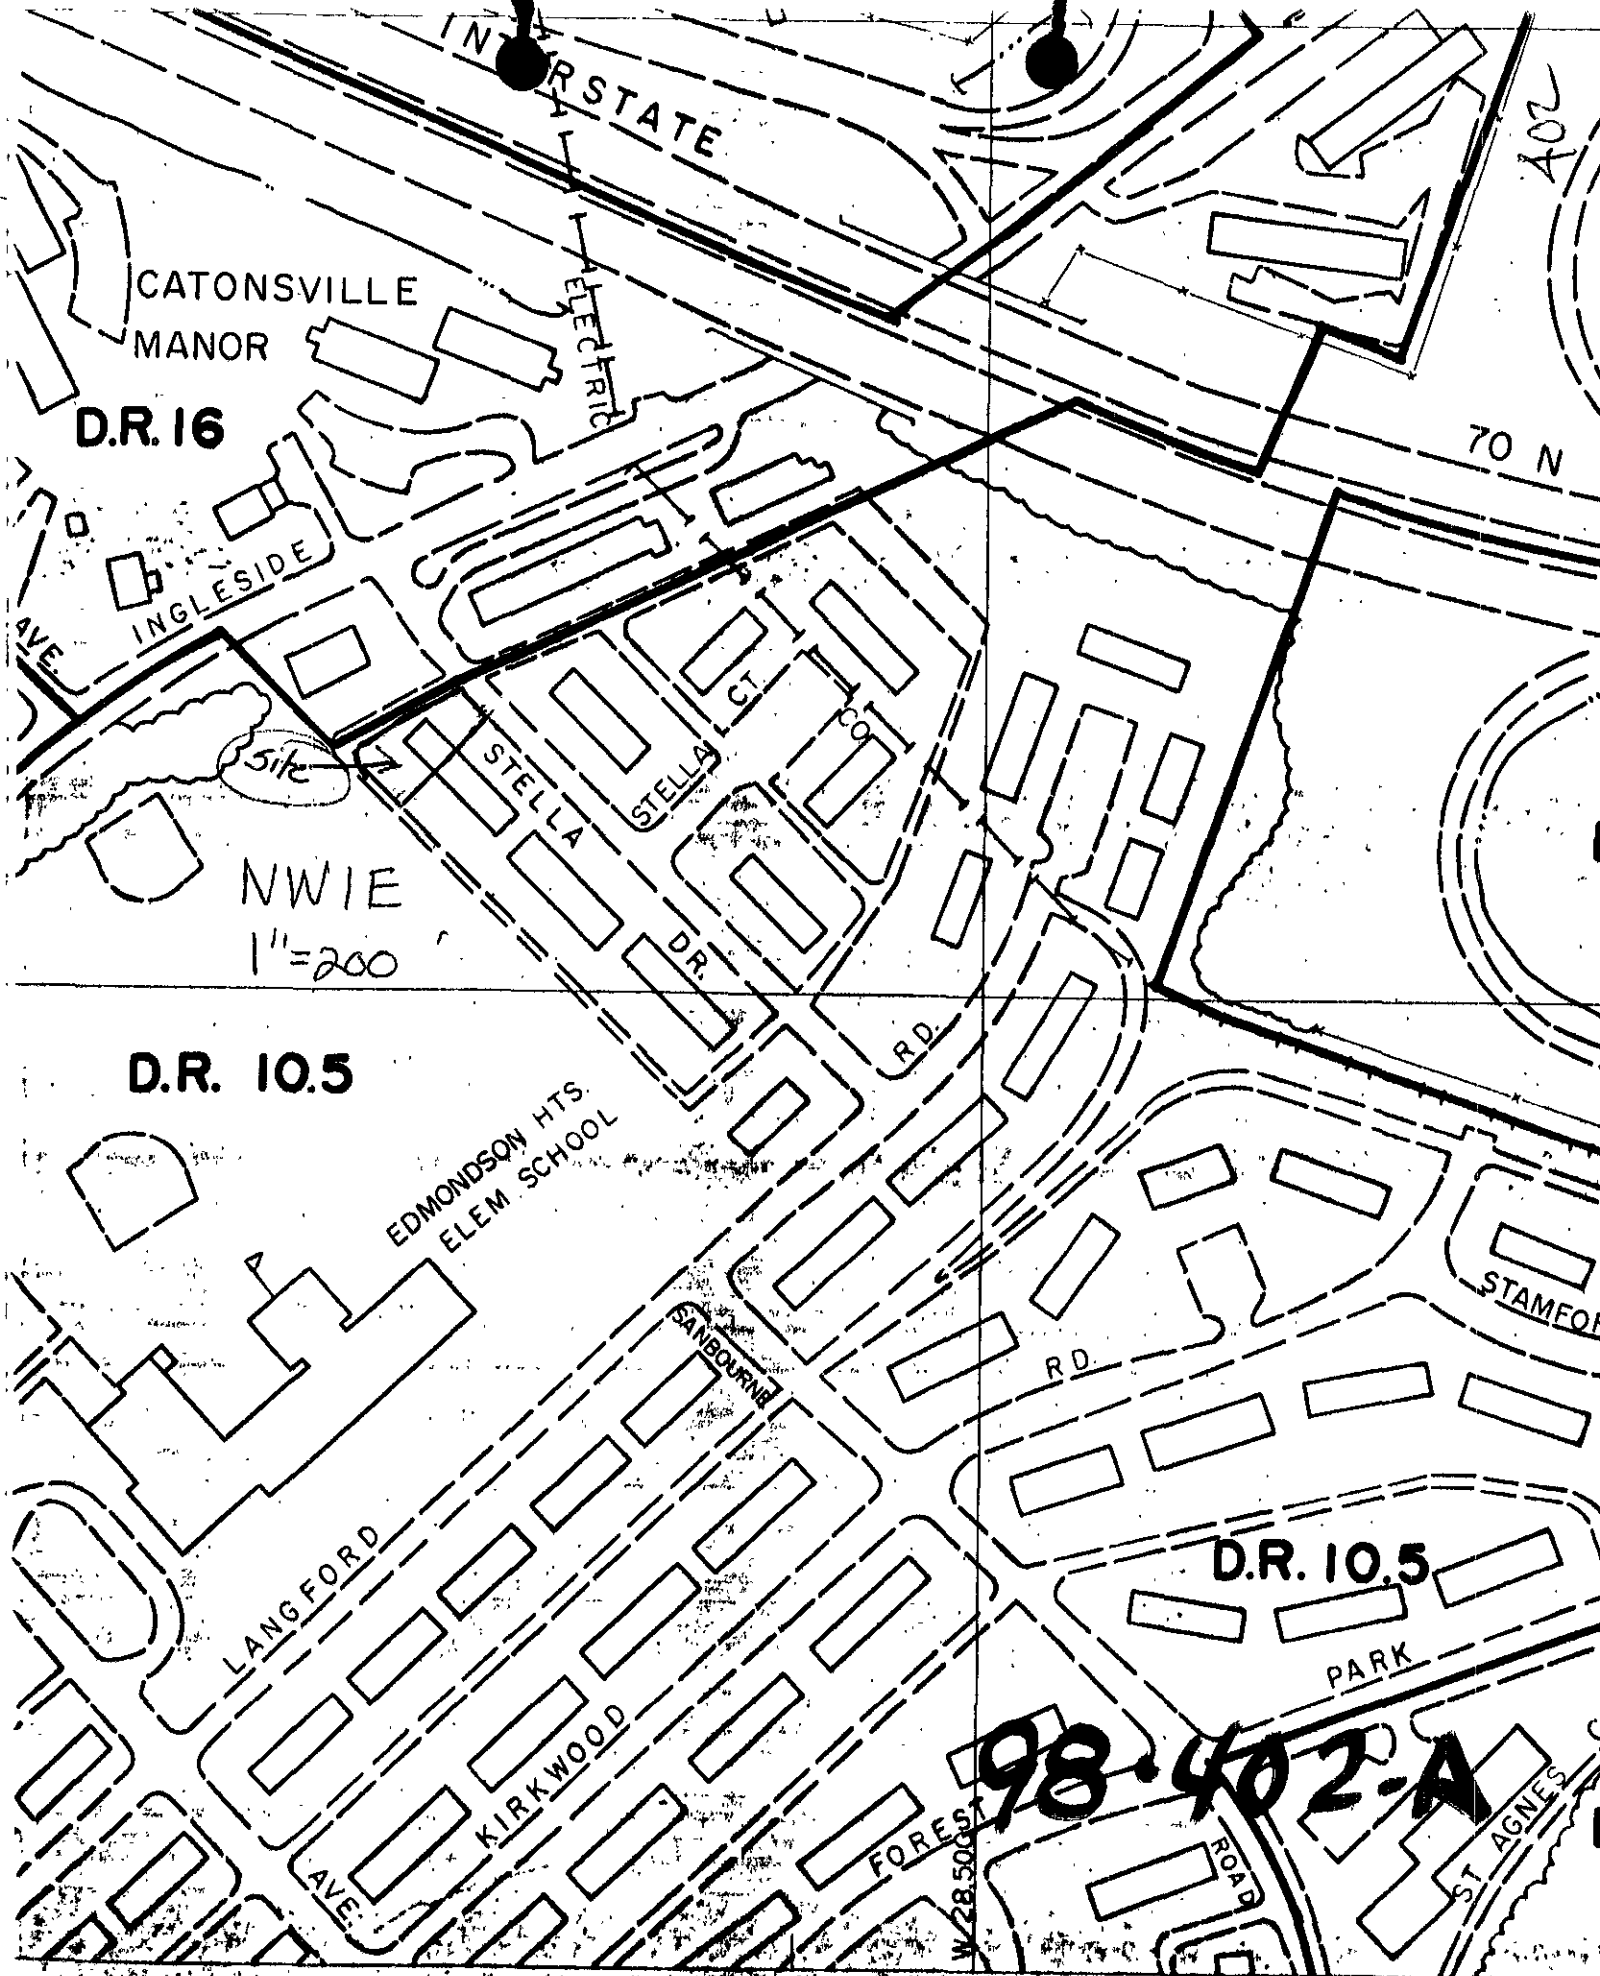 INTERSTATE
A02
CATONSVILLE
MANOR
ELECTRIC
D.R. 16
70 N
INGLESIDE
AVE.
CT.
CO.
Site
STELLA
STELLA
DR.
NW1E
1"=200
RD.
D.R. 10.5
EDMONDSON HTS.
ELEM SCHOOL
STAMFOR
SANBOURNE
RD.
LANGFORD
D.R. 10.5
PARK
KIRKWOOD
98-402-A
FOREST
ROAD
ST AGNES
AVE.
W 28,500